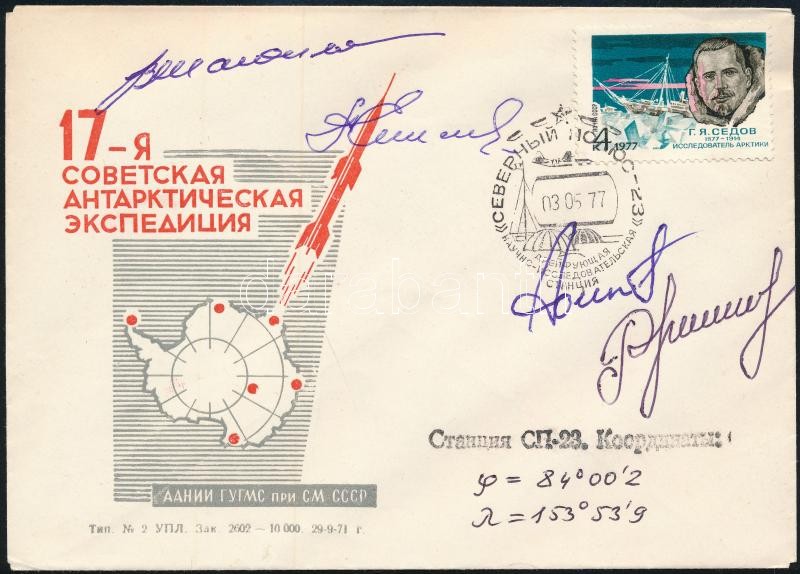 17-я
СОВЕТСКАЯ
АНТАРКТИЧЕСКАЯ
ЭКСПЕДИЦИЯ
Г. Я. СЕДОВ
1877-1914
ИССЛЕДОВАТЕЛЬ АРКТИКИ
4 К 1977
«СЕВЕРНЫЙ ПОЛЮС-23»
03 05 77
ДРЕЙФУЮЩАЯ
НАУЧНО-ИССЛЕДОВАТЕЛЬСКАЯ
СТАНЦИЯ
Станция СП-23. Координаты:
φ = 84°00'2
λ = 153°53'9
ААНИИ ГУГМС ПРИ СМ СССР
Тип. № 2 УПЛ. Зак. 2602 — 10 000. 29-9-71 г.